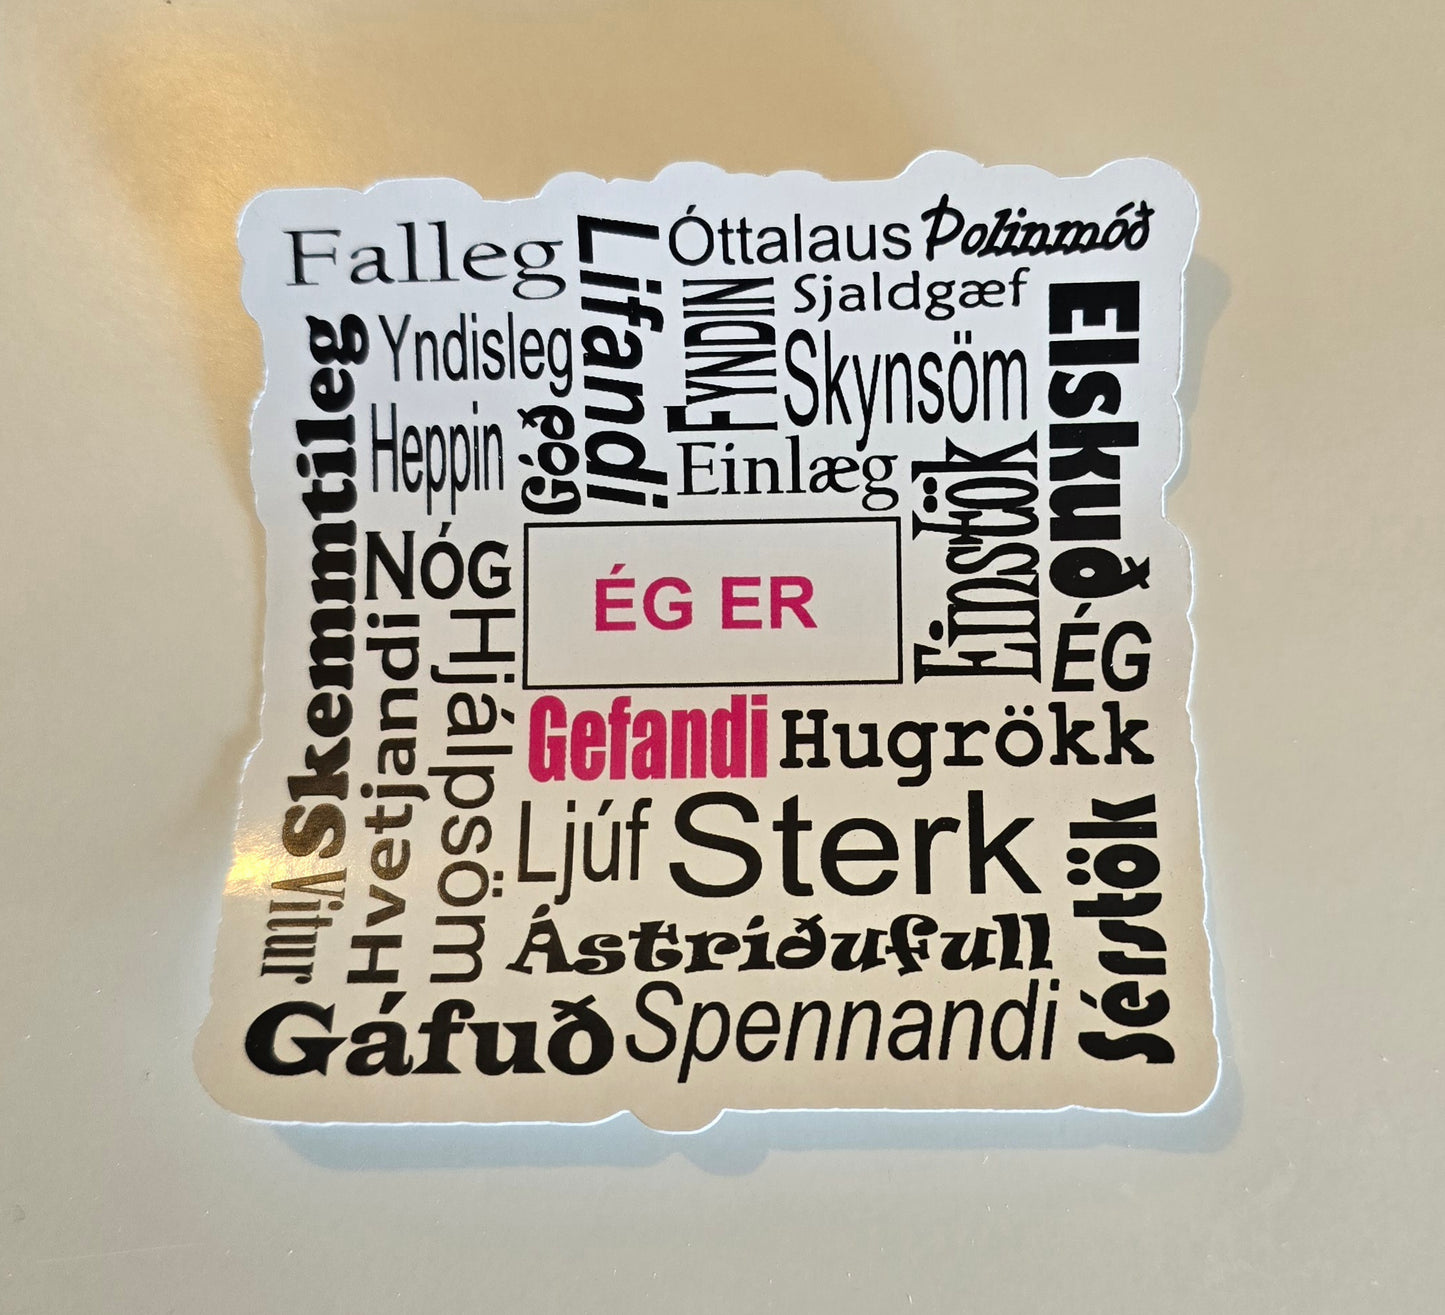 Falleg
Lifandi
Óttalaus
Þolinmóð
Sjaldgæf
FYNDIN
Yndisleg
Skynsöm
Elskuð
Skemmtileg
Heppin
Góð
Einlæg
Einstök
NÓG
ÉG ER
ÉG
Hvetjandi
Hjálpsöm
Gefandi
Hugrökk
Ljúf
Sterk
Sérstök
Vitur
Ástríðufull
Gáfuð
Spennandi